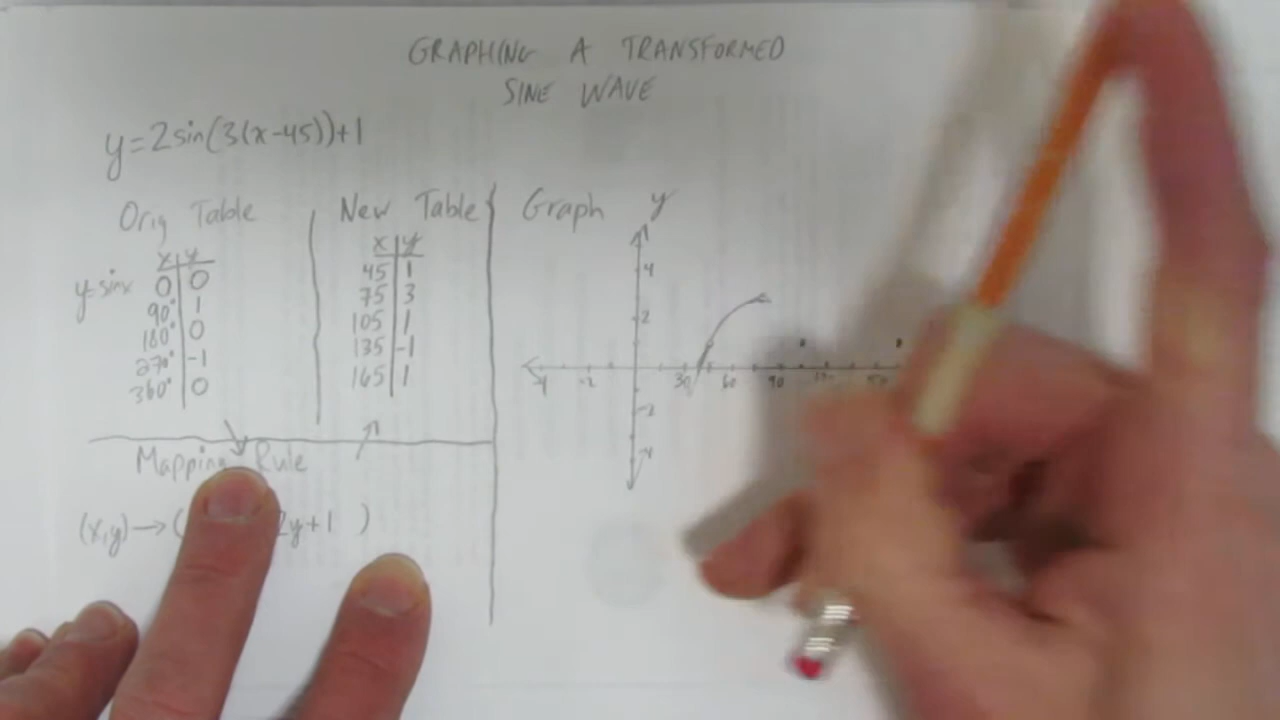 GRAPHING A TRANSFORMED
SINE WAVE
y=2sin(3(x-45))+1
Orig Table
x y
y=sinx 0 0
90° 1
180° 0
270° -1
360° 0
New Table
x y
45 1
75 3
105 1
135 -1
165 1
Graph y
4
2
-4 -2 30 60 90
-2
-4
Mapping Rule
(x,y)→( 2y+1 )